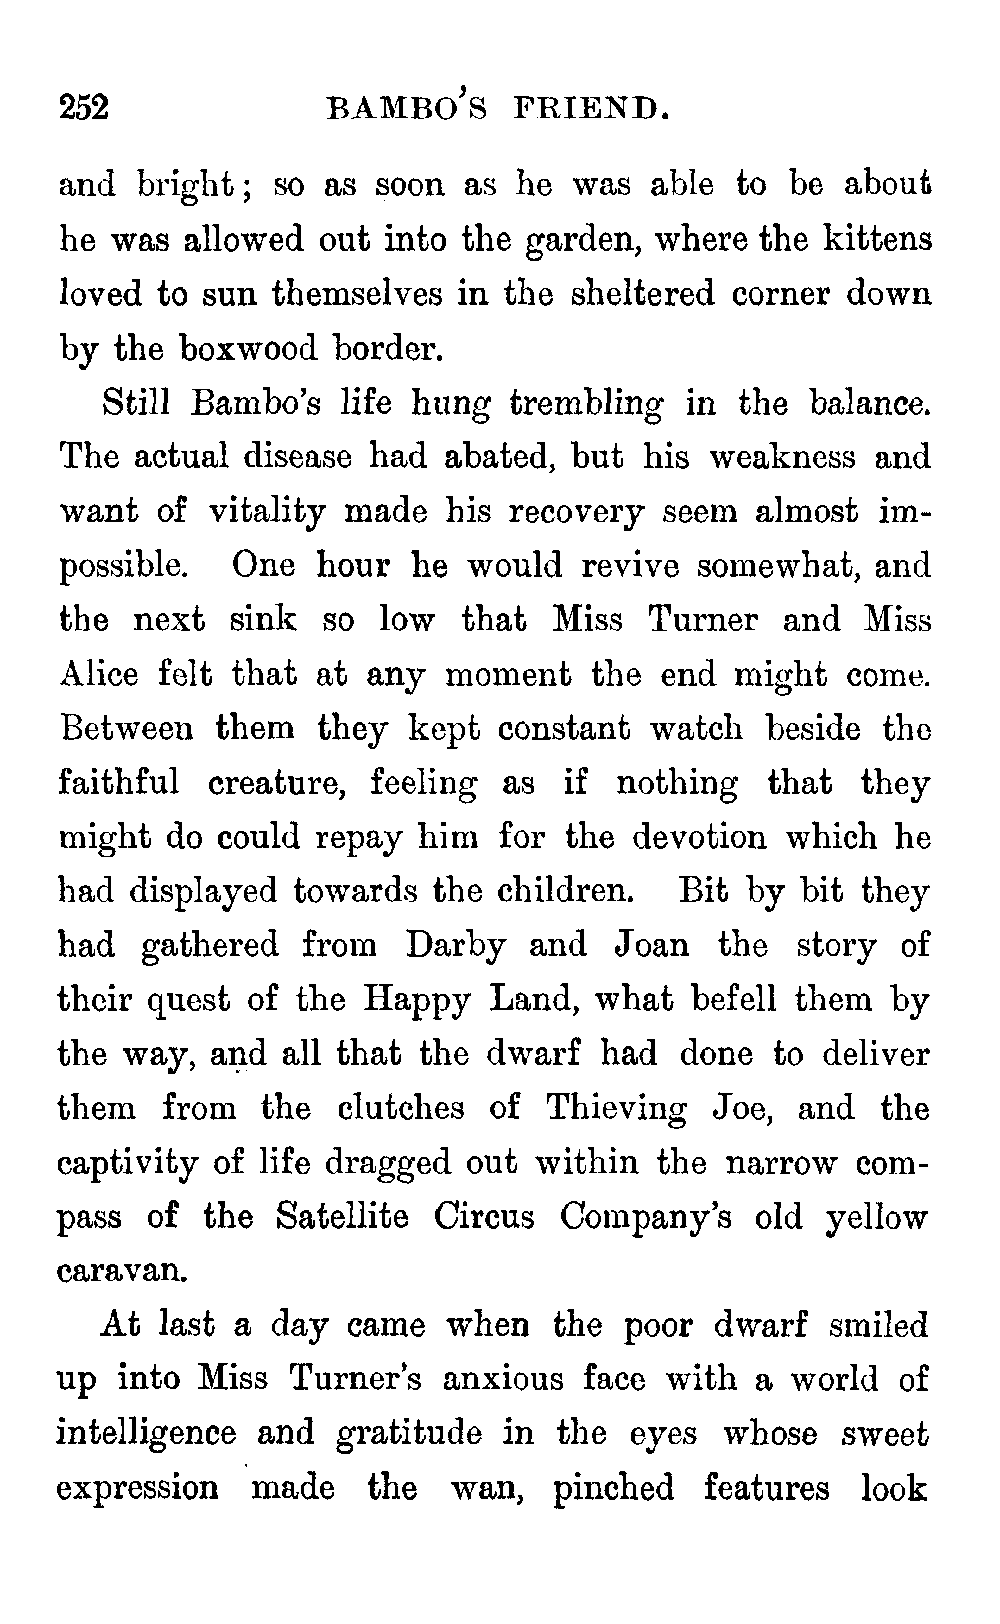 252 BAMBO'S FRIEND.
and bright; so as soon as he was able to be about
he was allowed out into the garden, where the kittens
loved to sun themselves in the sheltered corner down
by the boxwood border.
Still Bambo's life hung trembling in the balance.
The actual disease had abated, but his weakness and
want of vitality made his recovery seem almost im-
possible. One hour he would revive somewhat, and
the next sink so low that Miss Turner and Miss
Alice felt that at any moment the end might come.
Between them they kept constant watch beside the
faithful creature, feeling as if nothing that they
might do could repay him for the devotion which he
had displayed towards the children. Bit by bit they
had gathered from Darby and Joan the story of
their quest of the Happy Land, what befell them by
the way, and all that the dwarf had done to deliver
them from the clutches of Thieving Joe, and the
captivity of life dragged out within the narrow com-
pass of the Satellite Circus Company's old yellow
caravan.
At last a day came when the poor dwarf smiled
up into Miss Turner's anxious face with a world of
intelligence and gratitude in the eyes whose sweet
expression made the wan, pinched features look